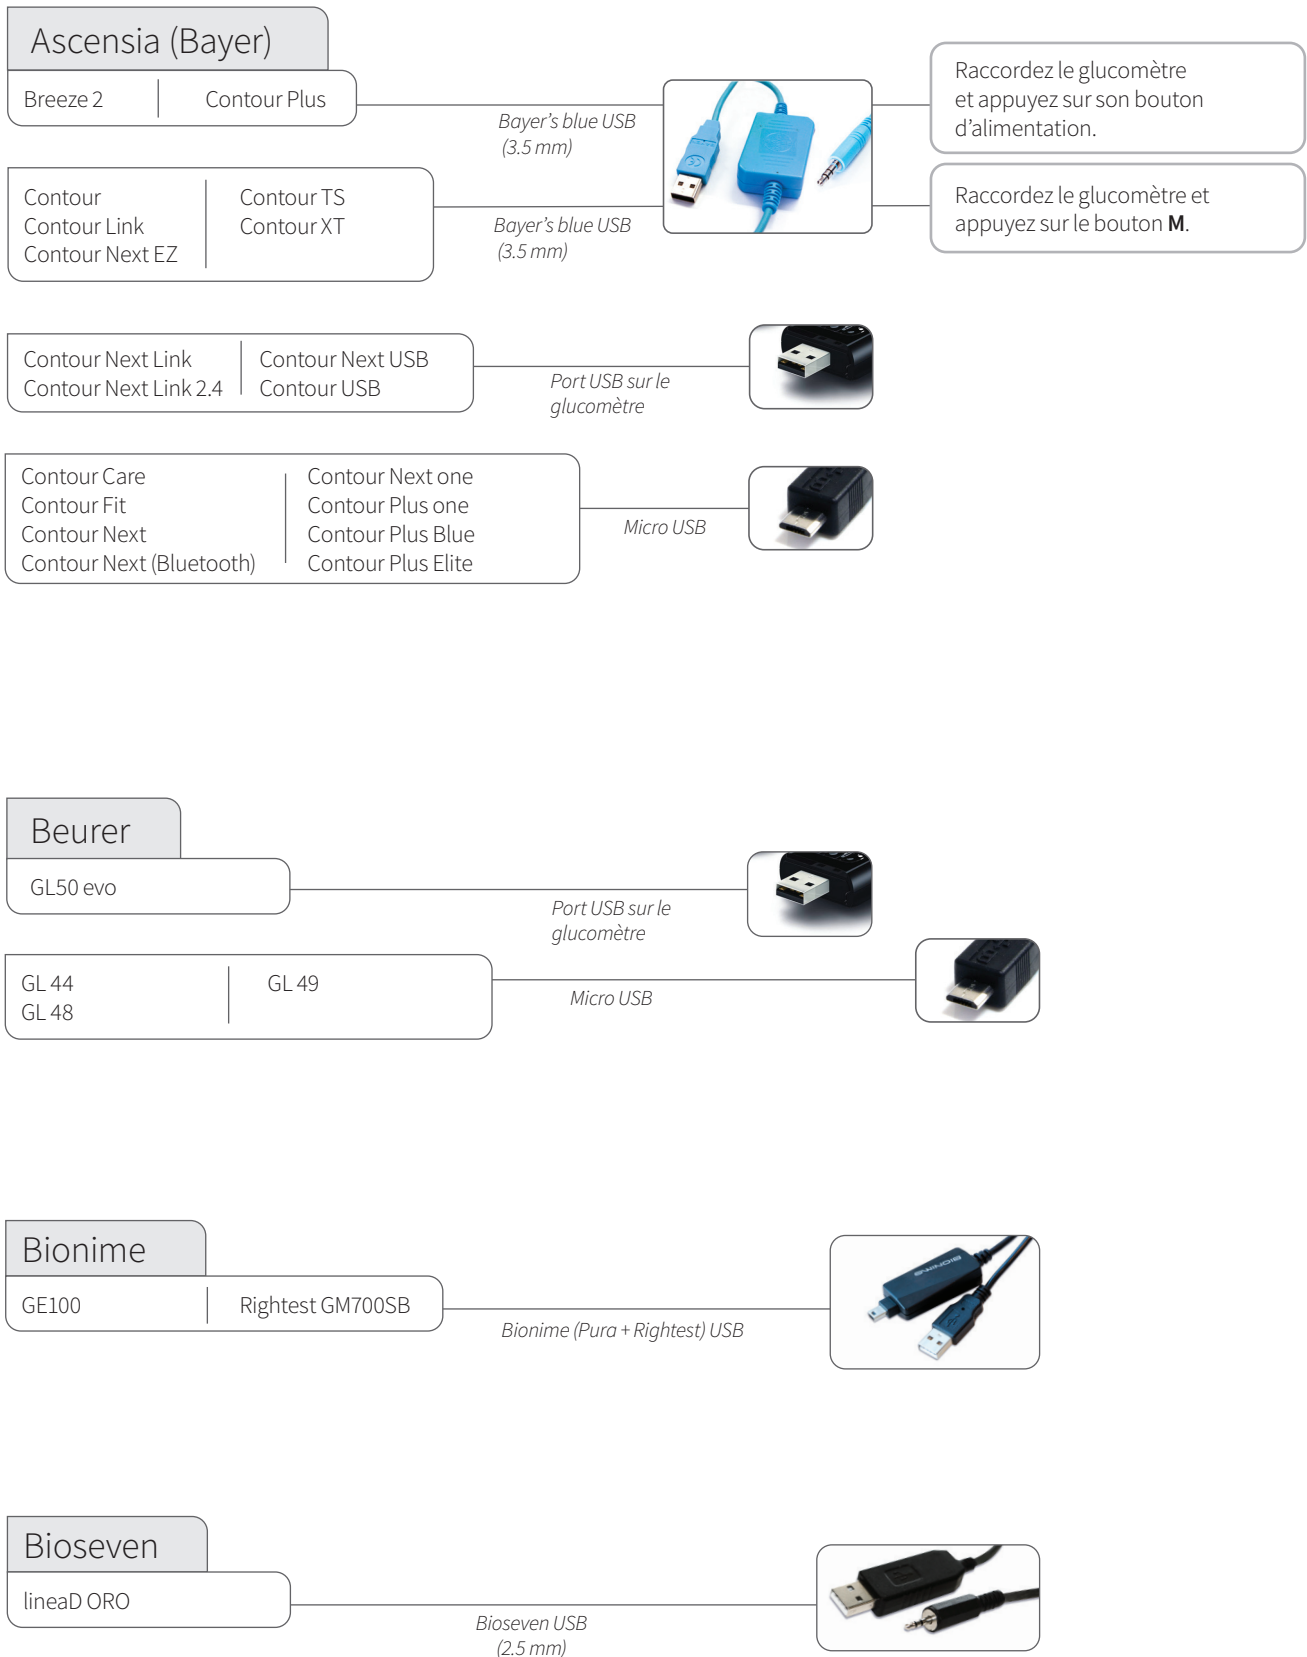 Ascensia (Bayer)
Breeze 2
Contour Plus
Bayer's blue USB
(3.5 mm)
Raccordez le glucomètre
et appuyez sur son bouton
d'alimentation.
Contour
Contour Link
Contour Next EZ
Contour TS
Contour XT
Bayer's blue USB
(3.5 mm)
Raccordez le glucomètre et
appuyez sur le bouton M.
Contour Next Link
Contour Next Link 2.4
Contour Next USB
Contour USB
Port USB sur le
glucomètre
Contour Care
Contour Fit
Contour Next
Contour Next (Bluetooth)
Contour Next one
Contour Plus one
Contour Plus Blue
Contour Plus Elite
Micro USB
Beurer
GL50 evo
Port USB sur le
glucomètre
GL 44
GL 48
GL 49
Micro USB
Bionime
GE100
Rightest GM700SB
Bionime (Pura + Rightest) USB
BIONIME
Bioseven
lineaD ORO
Bioseven USB
(2.5 mm)